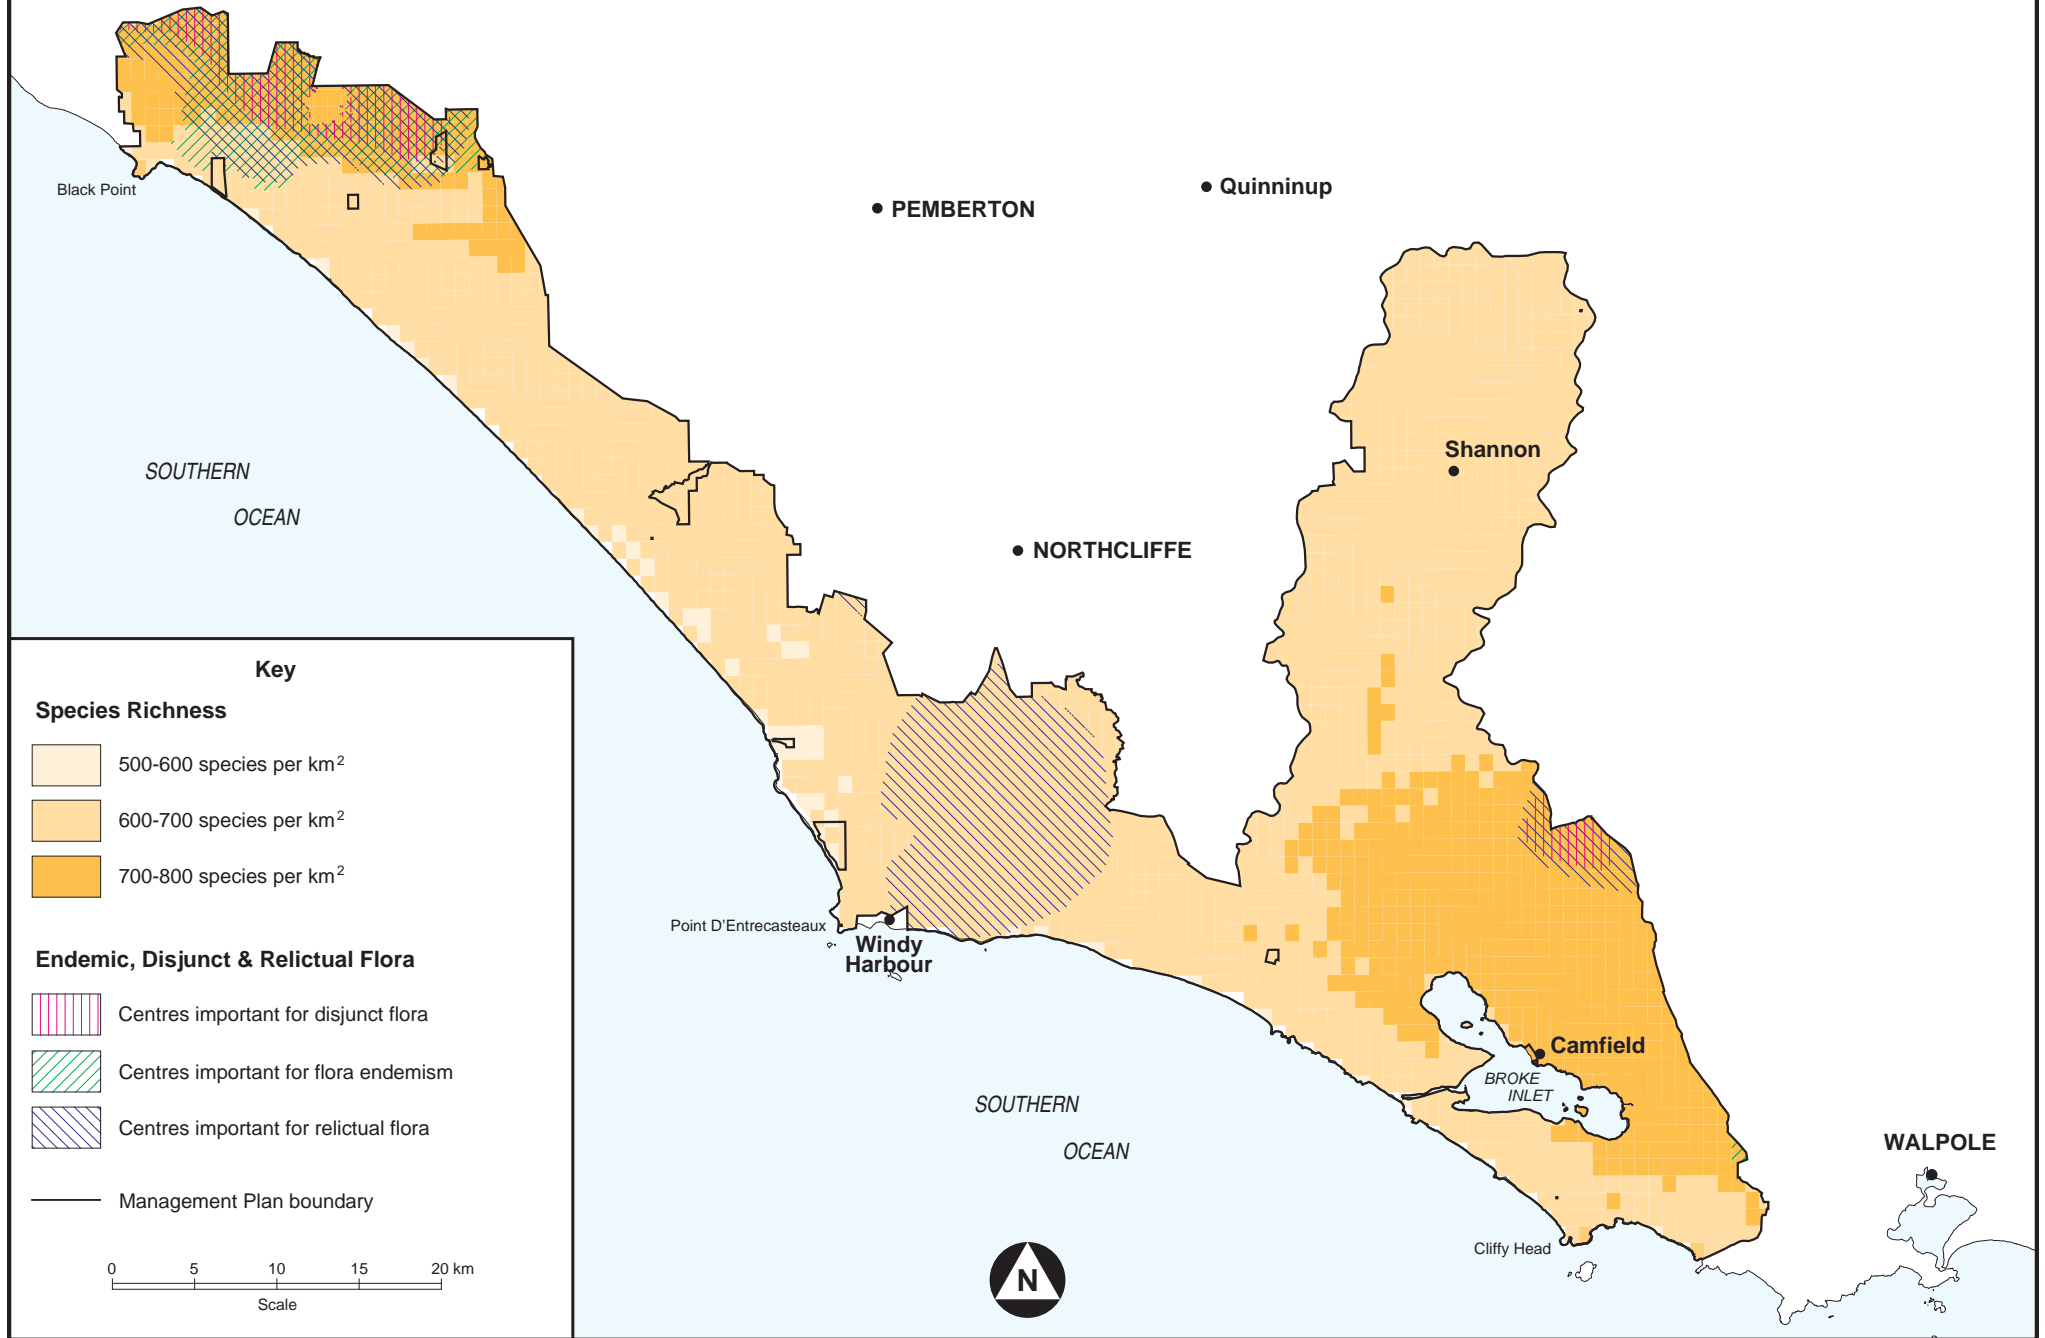 Black Point
PEMBERTON
Quinninup
SOUTHERN
OCEAN
Shannon
NORTHCLIFFE
Key
Species Richness
500-600 species per km²
600-700 species per km²
700-800 species per km²
Endemic, Disjunct & Relictual Flora
Centres important for disjunct flora
Centres important for flora endemism
Centres important for relictual flora
Management Plan boundary
0 5 10 15 20 km
Scale
Point D'Entrecasteaux
Windy
Harbour
SOUTHERN
OCEAN
Camfield
BROKE
INLET
WALPOLE
Cliffy Head
N